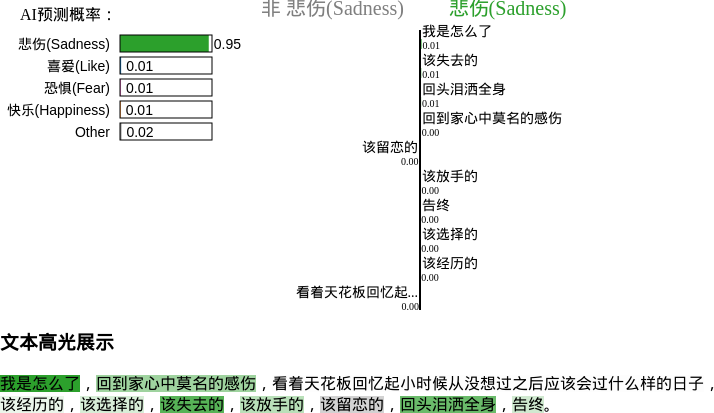 AI预测概率：
悲伤(Sadness) 0.95
喜爱(Like) 0.01
恐惧(Fear) 0.01
快乐(Happiness) 0.01
Other 0.02
非 悲伤(Sadness) 悲伤(Sadness)
我是怎么了
0.01
该失去的
0.01
回头泪洒全身
0.01
回到家心中莫名的感伤
0.00
该留恋的
0.00
该放手的
0.00
告终
0.00
该选择的
0.00
该经历的
0.00
看着天花板回忆起...
0.00
文本高光展示
我是怎么了，回到家心中莫名的感伤，看着天花板回忆起小时候从没想过之后应该会过什么样的日子，
该经历的，该选择的，该失去的，该放手的，该留恋的，回头泪洒全身，告终。